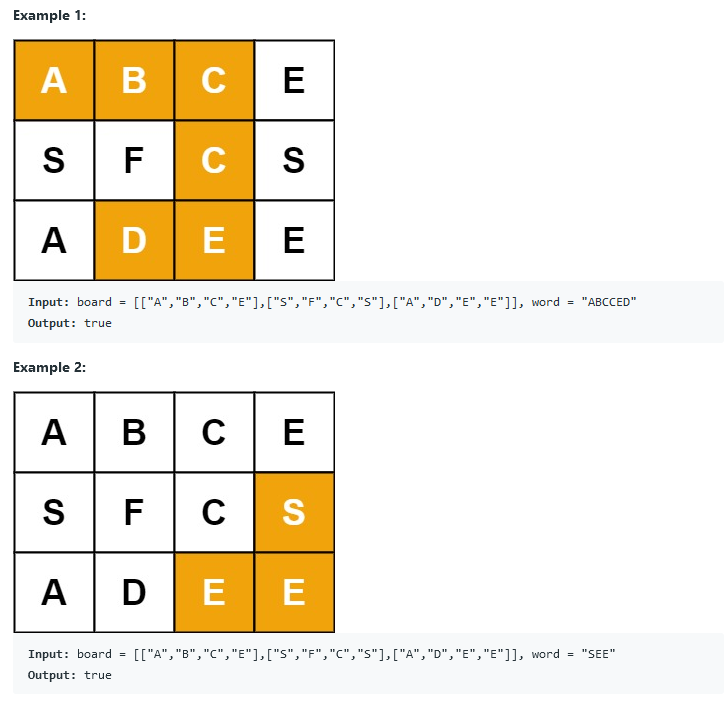 Example 1:
A B C E
S F C S
A D E E
Input: board = [["A","B","C","E"],["S","F","C","S"],["A","D","E","E"]], word = "ABCCED"
Output: true
Example 2:
A B C E
S F C S
A D E E
Input: board = [["A","B","C","E"],["S","F","C","S"],["A","D","E","E"]], word = "SEE"
Output: true